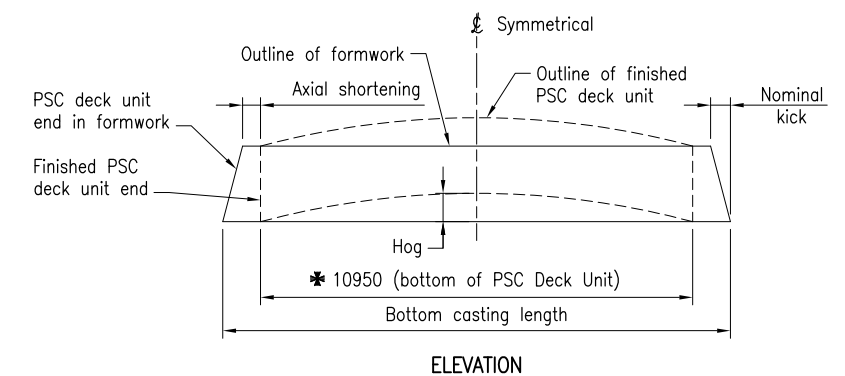 ℄ Symmetrical
Outline of formwork
Outline of finished
PSC deck unit
Axial shortening
PSC deck unit
end in formwork
Nominal
kick
Finished PSC
deck unit end
Hog
✠ 10950 (bottom of PSC Deck Unit)
Bottom casting length
ELEVATION